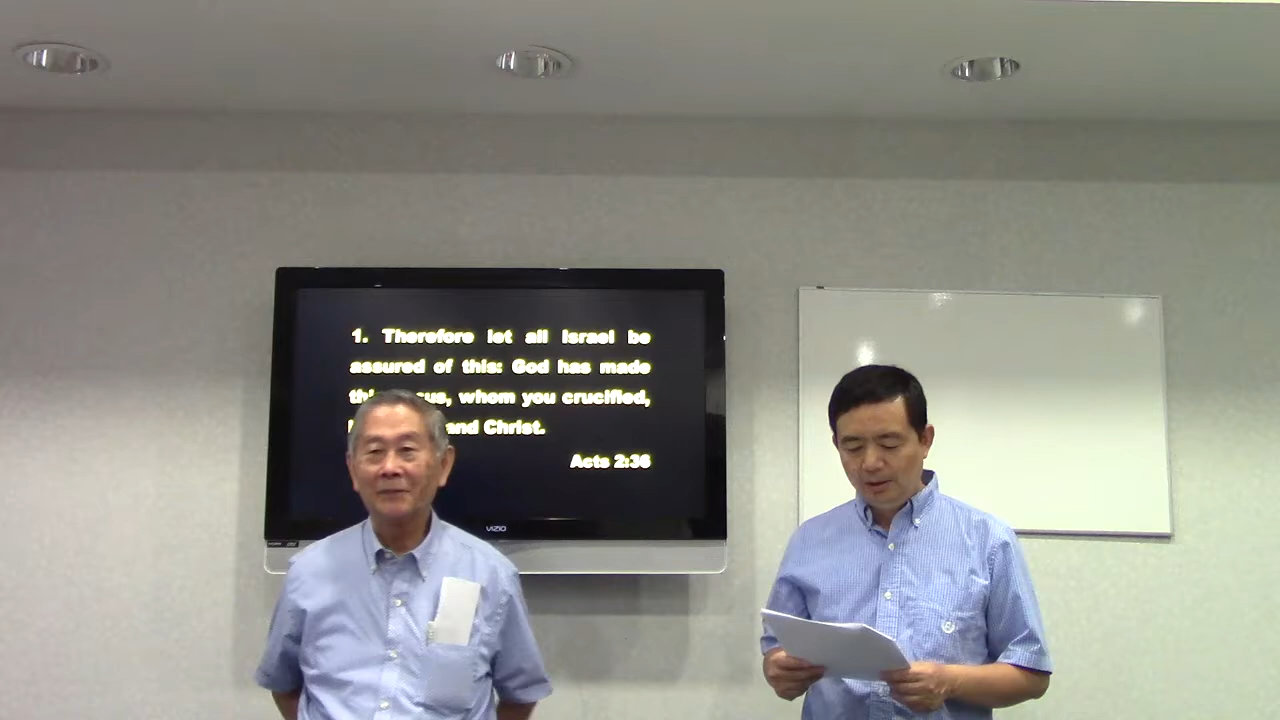 1. Therefore let all Israel be
assured of this: God has made
whom you crucified,
and Christ.
Acts 2:36
VIZIO